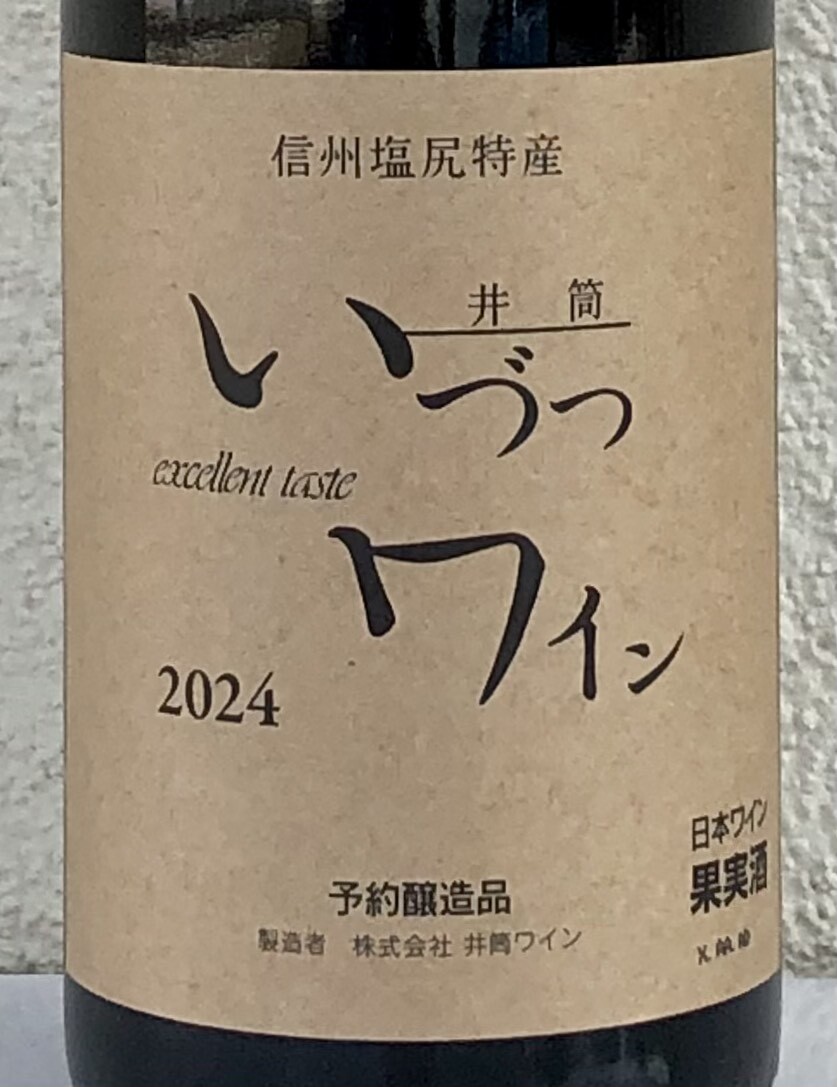 信州塩尻特産
井筒
いづつ
excellent taste
ワイン
2024
日本ワイン
果実酒
予約醸造品
製造者 株式会社 井筒ワイン